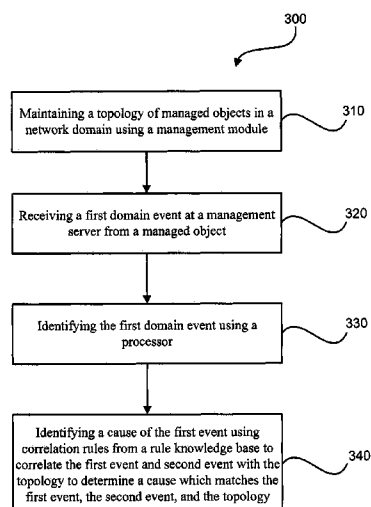 300
Maintaining a topology of managed objects in a
network domain using a management module
310
Receiving a first domain event at a management
server from a managed object
320
Identifying the first domain event using a
processor
330
Identifying a cause of the first event using
correlation rules from a rule knowledge base to
correlate the first event and second event with the
topology to determine a cause which matches the
first event, the second event, and the topology
340